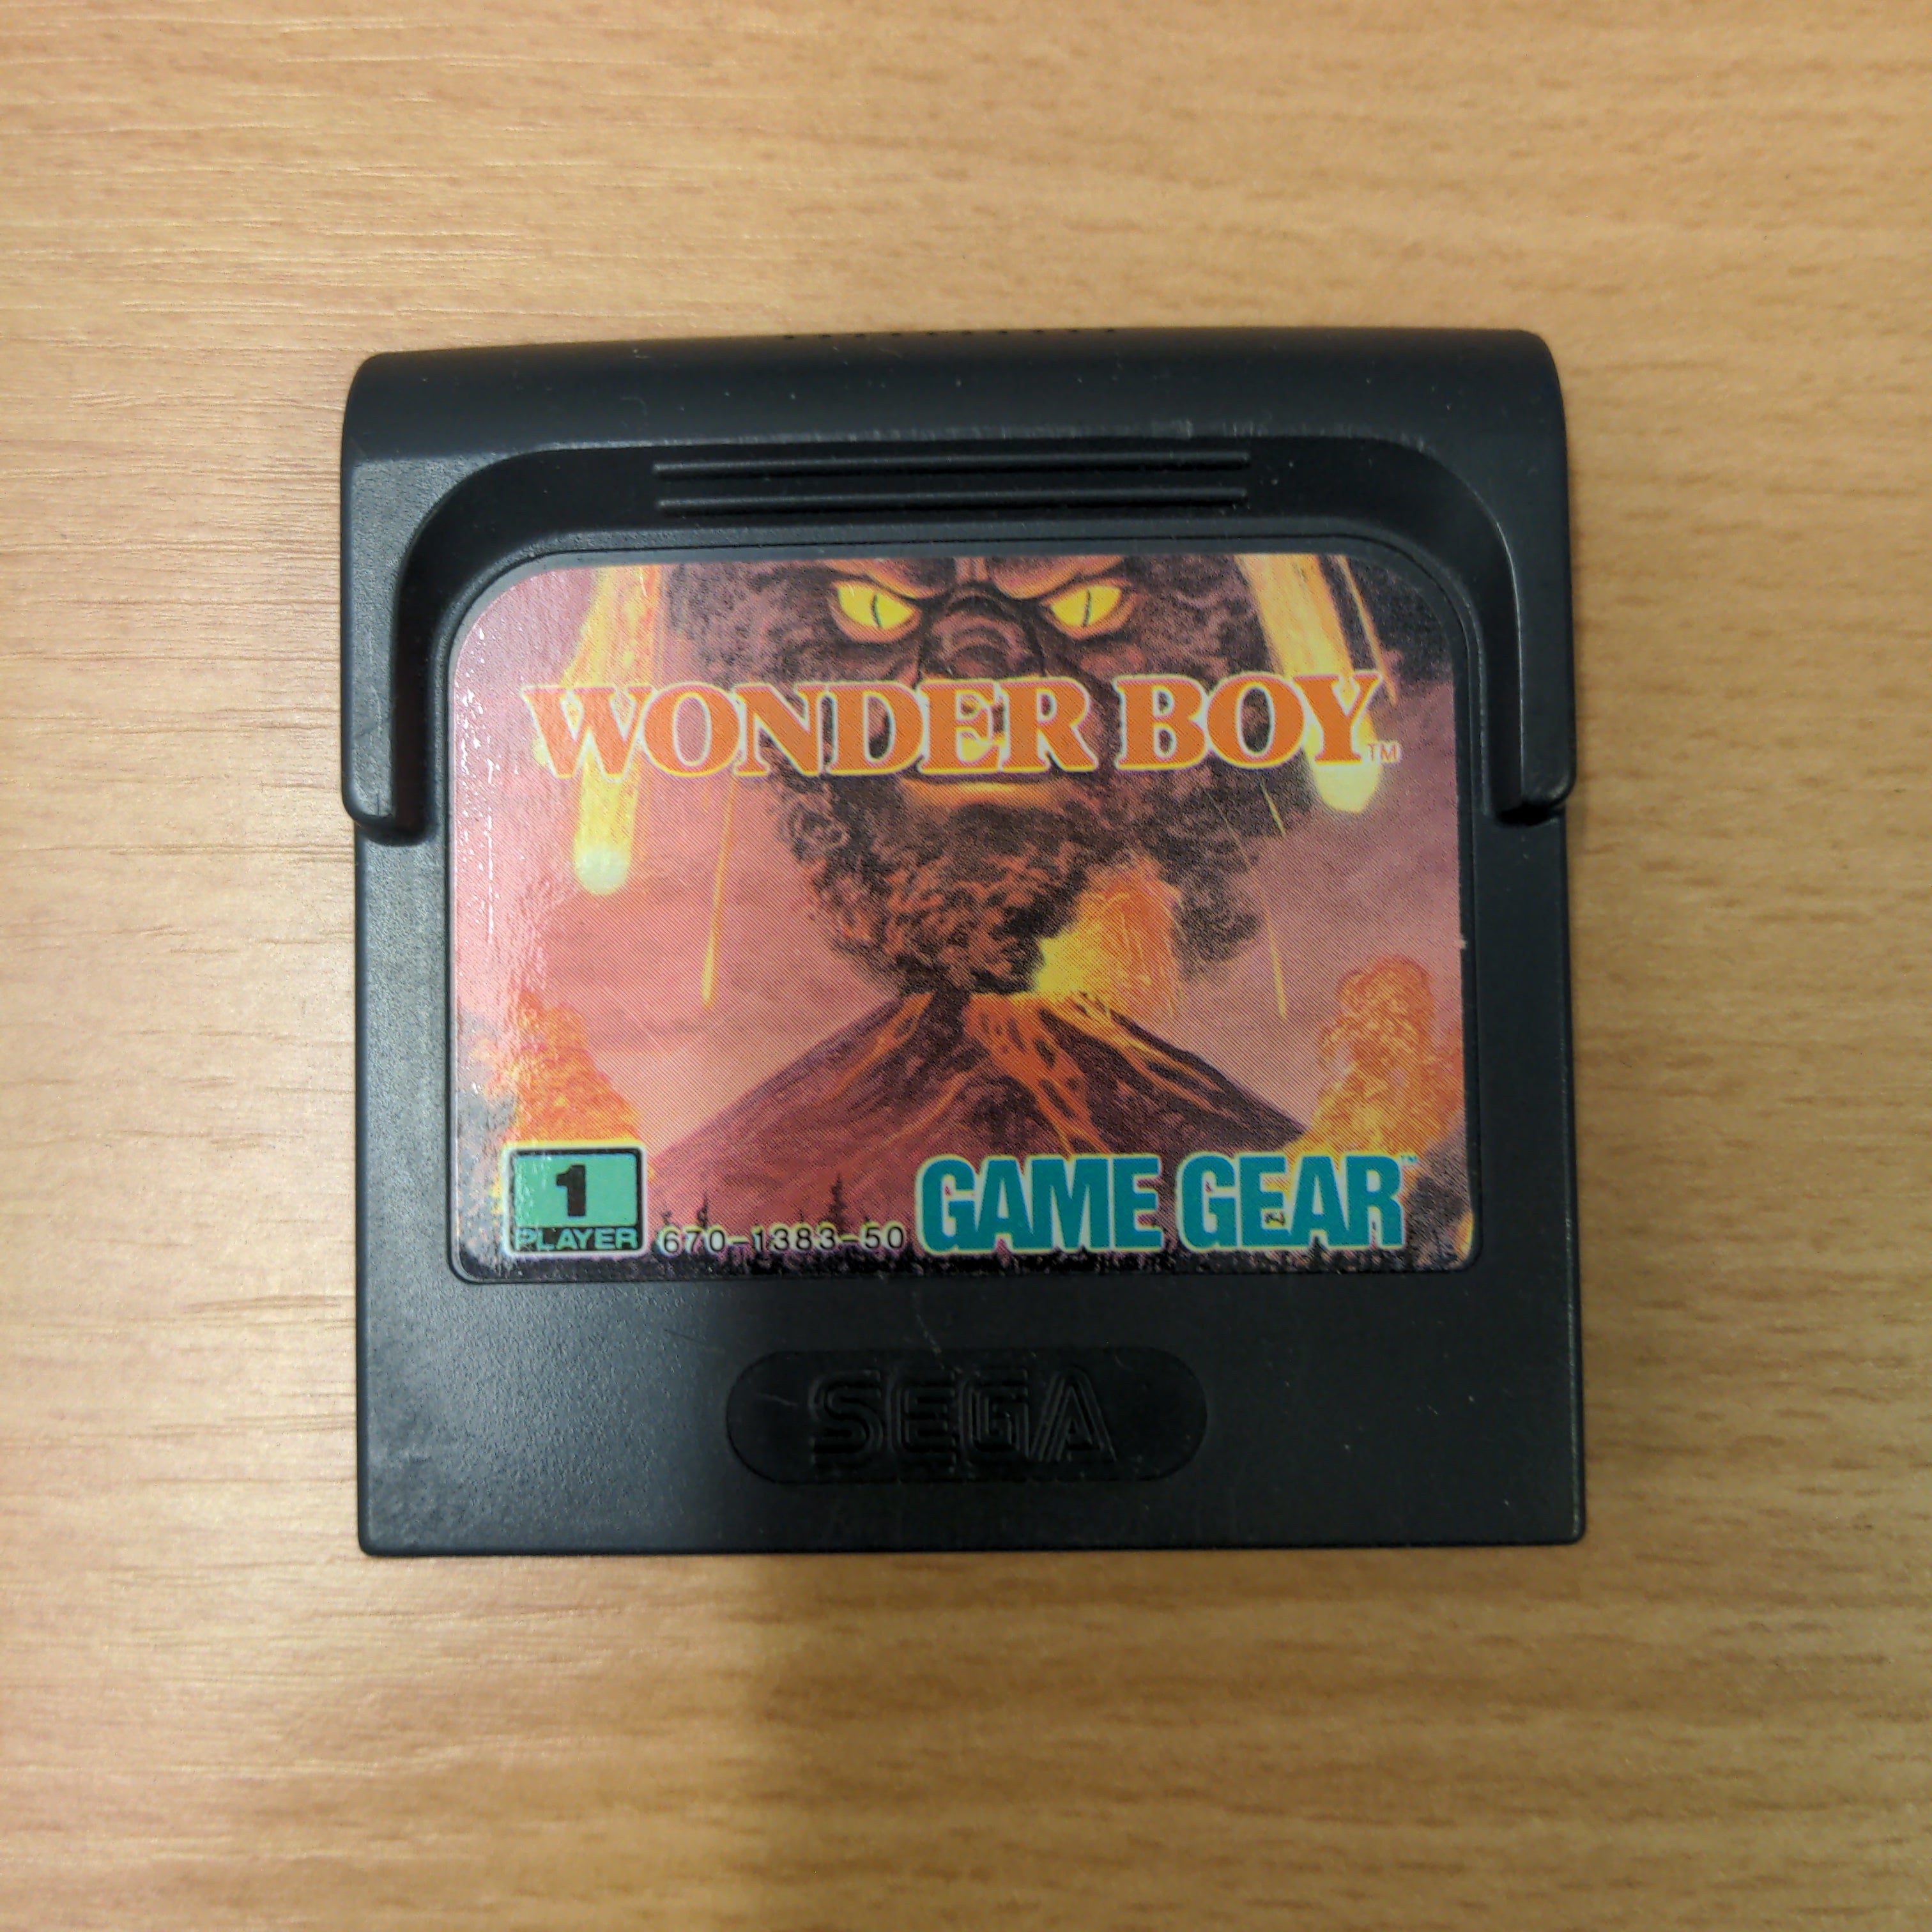 WONDER BOY™
1
PLAYER
670-1383-50
GAME GEAR™
SEGA